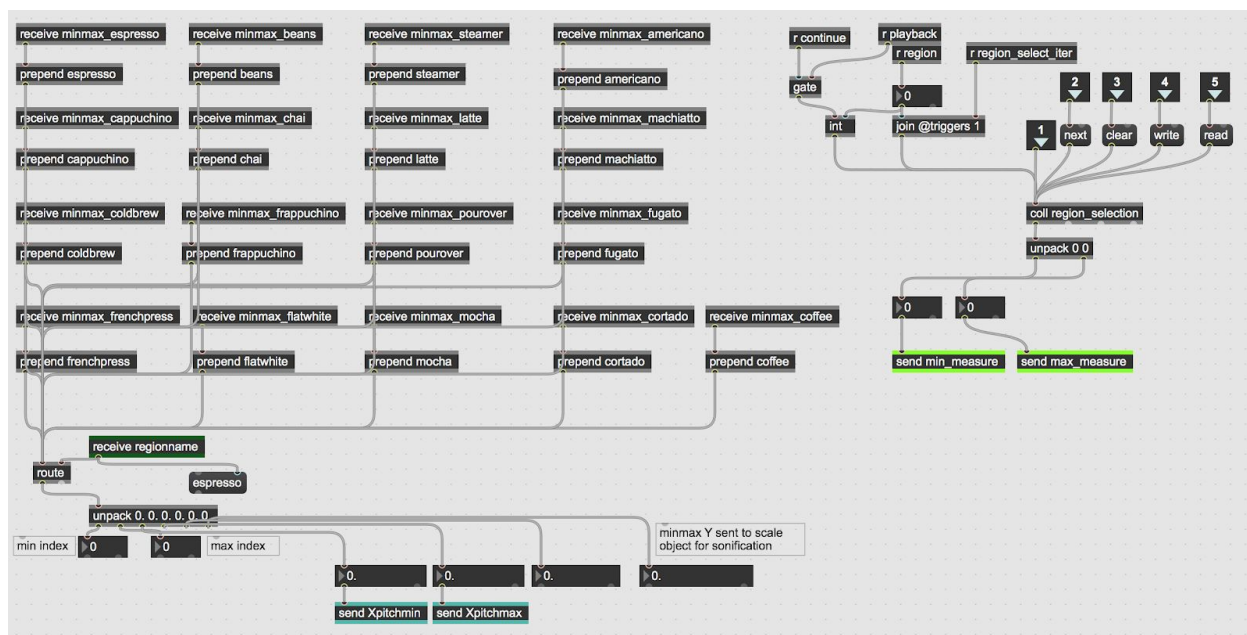 receive minmax_espresso
receive minmax_beans
receive minmax_steamer
receive minmax_americano
prepend espresso
prepend beans
prepend steamer
prepend americano
receive minmax_cappuchino
receive minmax_chai
receive minmax_latte
receive minmax_machiatto
prepend cappuchino
prepend chai
prepend latte
prepend machiatto
receive minmax_coldbrew
receive minmax_frappuchino
receive minmax_pourover
receive minmax_fugato
prepend coldbrew
prepend frappuchino
prepend pourover
prepend fugato
receive minmax_frenchpress
receive minmax_flatwhite
receive minmax_mocha
receive minmax_cortado
receive minmax_coffee
prepend frenchpress
prepend flatwhite
prepend mocha
prepend cortado
prepend coffee
receive regionname
route
espresso
unpack 0. 0. 0. 0. 0. 0
min index
0
0
max index
minmax Y sent to scale
object for sonification
0.
0.
0.
0.
send Xpitchmin
send Xpitchmax
r continue
r playback
r region
r region_select_iter
gate
0
int
join @triggers 1
1
2
3
4
5
next
clear
write
read
coll region_selection
unpack 0 0
0
0
send min_measure
send max_measure